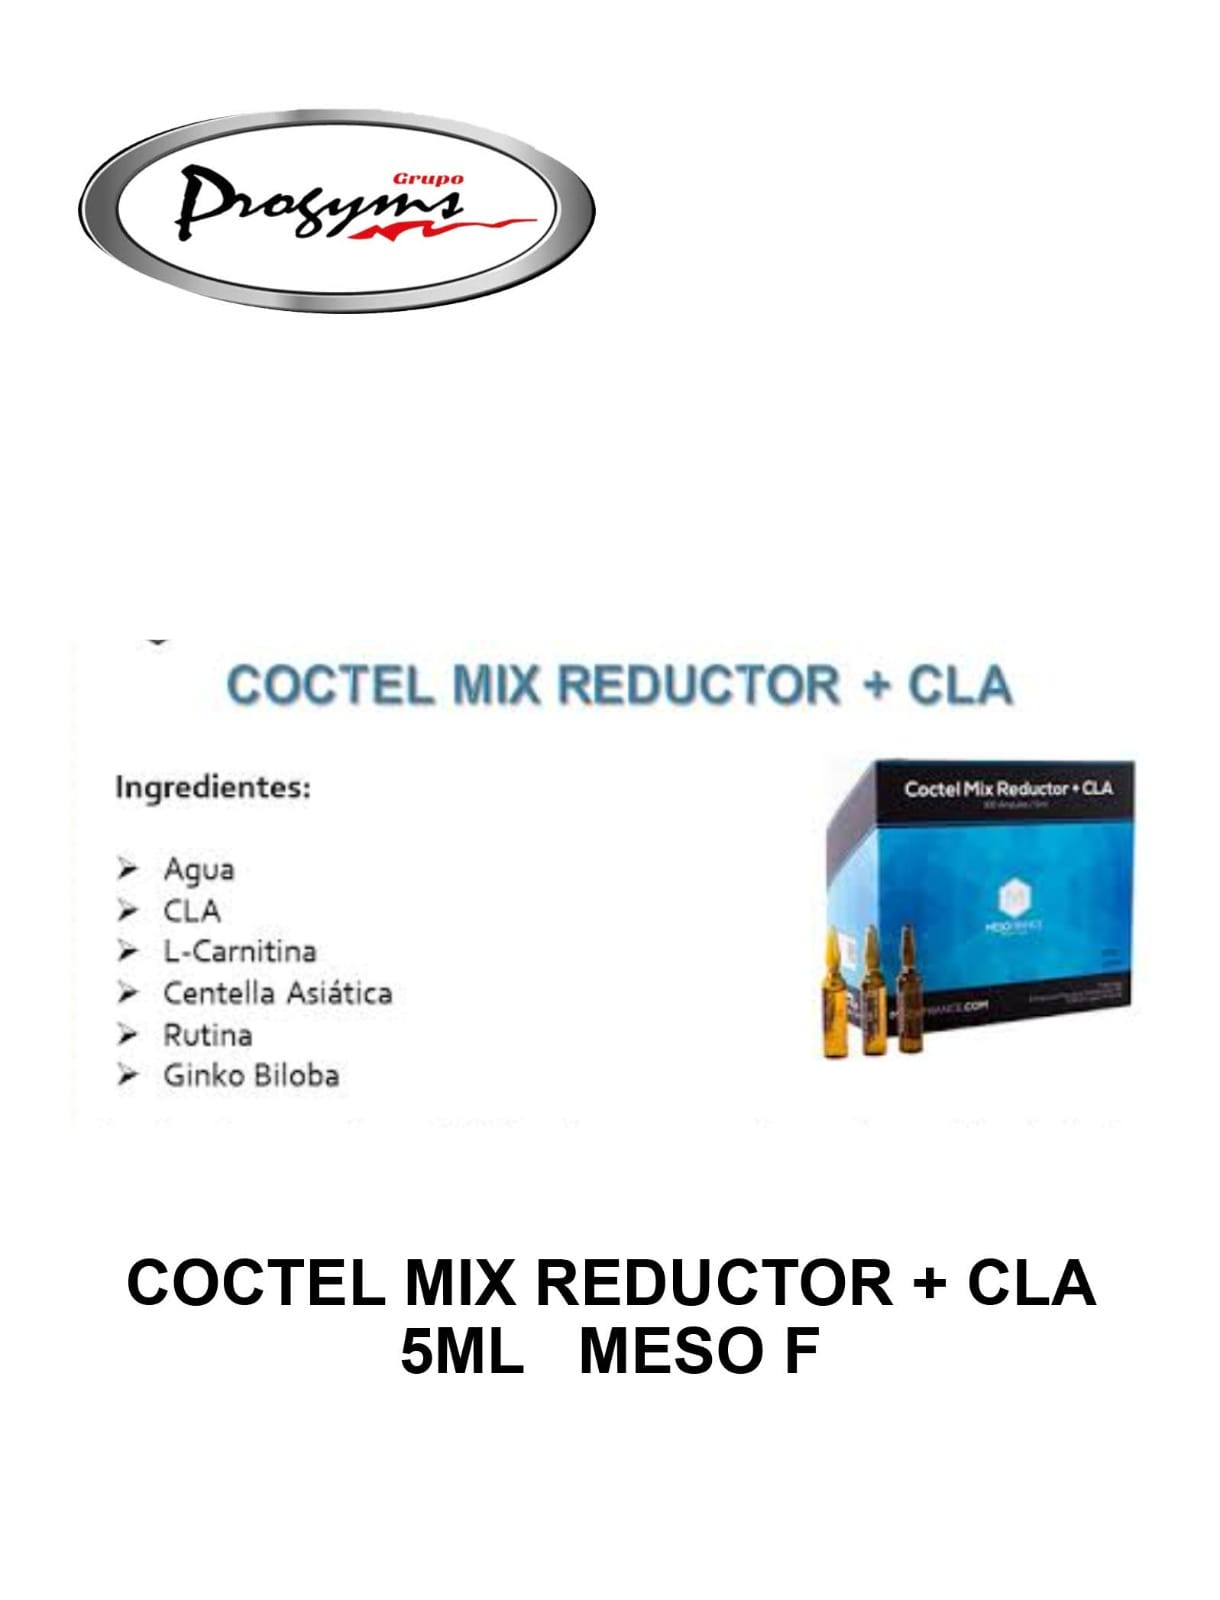 Grupo
Progyms
COCTEL MIX REDUCTOR + CLA
Ingredientes:
Agua
CLA
L-Carnitina
Centella Asiática
Rutina
Ginko Biloba
Coctel Mix Reductor + CLA
M
MESOFRANCE
COCTEL MIX REDUCTOR + CLA
5ML MESO F